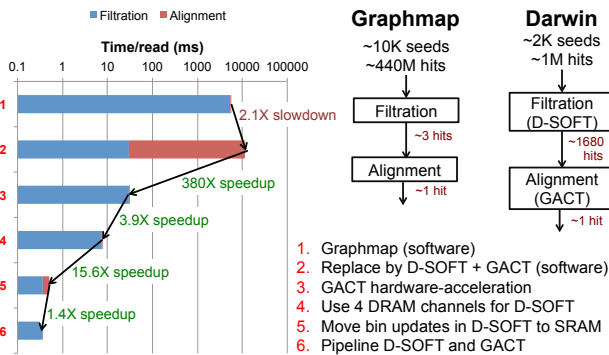 Filtration Alignment
Time/read (ms)
0.1 1 10 100 1000 10000 100000
1
2.1X slowdown
2
380X speedup
3
3.9X speedup
4
15.6X speedup
5
1.4X speedup
6
Graphmap
~10K seeds
~440M hits
Filtration
~3 hits
Alignment
~1 hit
Darwin
~2K seeds
~1M hits
Filtration
(D-SOFT)
~1680
hits
Alignment
(GACT)
~1 hit
1. Graphmap (software)
2. Replace by D-SOFT + GACT (software)
3. GACT hardware-acceleration
4. Use 4 DRAM channels for D-SOFT
5. Move bin updates in D-SOFT to SRAM
6. Pipeline D-SOFT and GACT